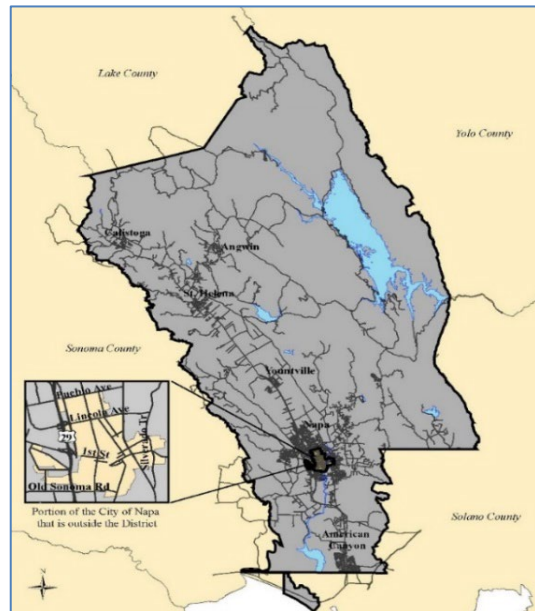 Lake County
Yolo County
Calistoga
Angwin
St. Helena
Sonoma County
Yountville
Pueblo Ave
Lincoln Ave
29
1st St
Silverado Tr
Old Sonoma Rd
Napa
Portion of the City of Napa
that is outside the District
Solano County
American
Canyon
N